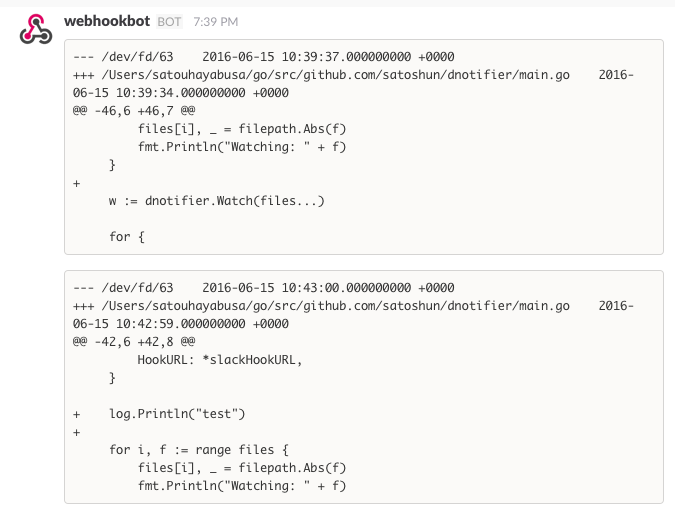 webhookbot BOT 7:39 PM
--- /dev/fd/63    2016-06-15 10:39:37.000000000 +0000
+++ /Users/satouhayabusa/go/src/github.com/satoshun/dnotifier/main.go    2016-
06-15 10:39:34.000000000 +0000
@@ -46,6 +46,7 @@
         files[i], _ = filepath.Abs(f)
         fmt.Println("Watching: " + f)
     }
+
     w := dnotifier.Watch(files...)

     for {
--- /dev/fd/63    2016-06-15 10:43:00.000000000 +0000
+++ /Users/satouhayabusa/go/src/github.com/satoshun/dnotifier/main.go    2016-
06-15 10:42:59.000000000 +0000
@@ -42,6 +42,8 @@
         HookURL: *slackHookURL,
     }

+    log.Println("test")
+
     for i, f := range files {
         files[i], _ = filepath.Abs(f)
         fmt.Println("Watching: " + f)